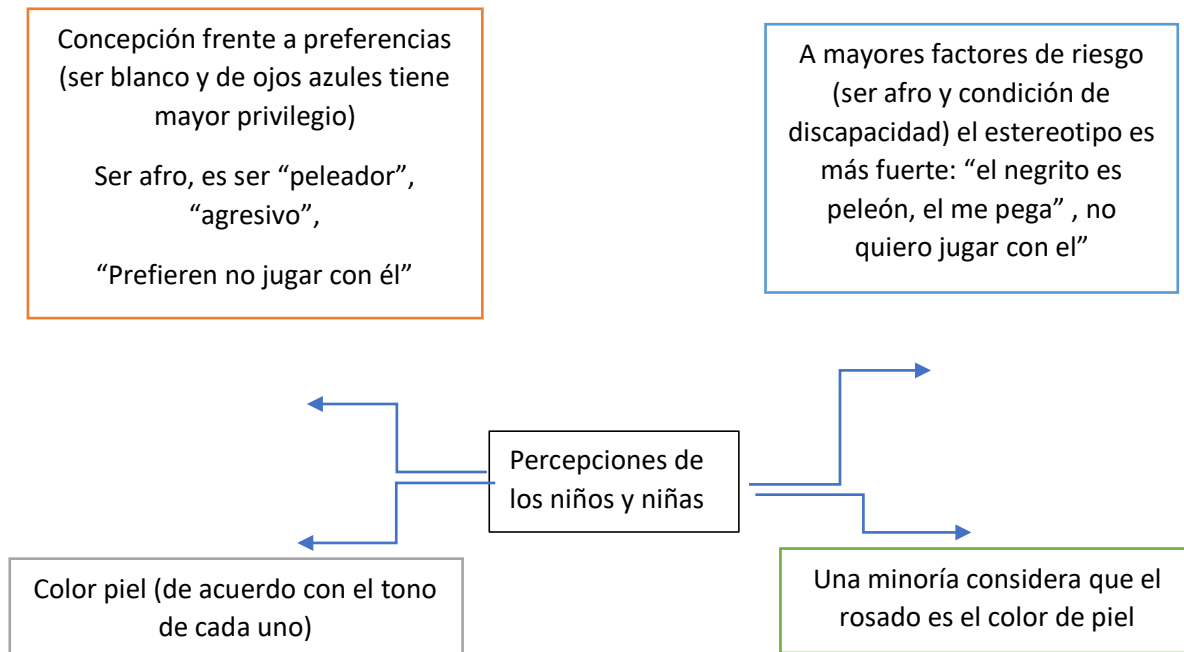 Concepción frente a preferencias
(ser blanco y de ojos azules tiene
mayor privilegio)
Ser afro, es ser “peleador”,
“agresivo”,
“Prefieren no jugar con él”
A mayores factores de riesgo
(ser afro y condición de
discapacidad) el estereotipo es
más fuerte: “el negrito es
peleón, el me pega” , no
quiero jugar con el”
Percepciones de
los niños y niñas
Color piel (de acuerdo con el tono
de cada uno)
Una minoría considera que el
rosado es el color de piel